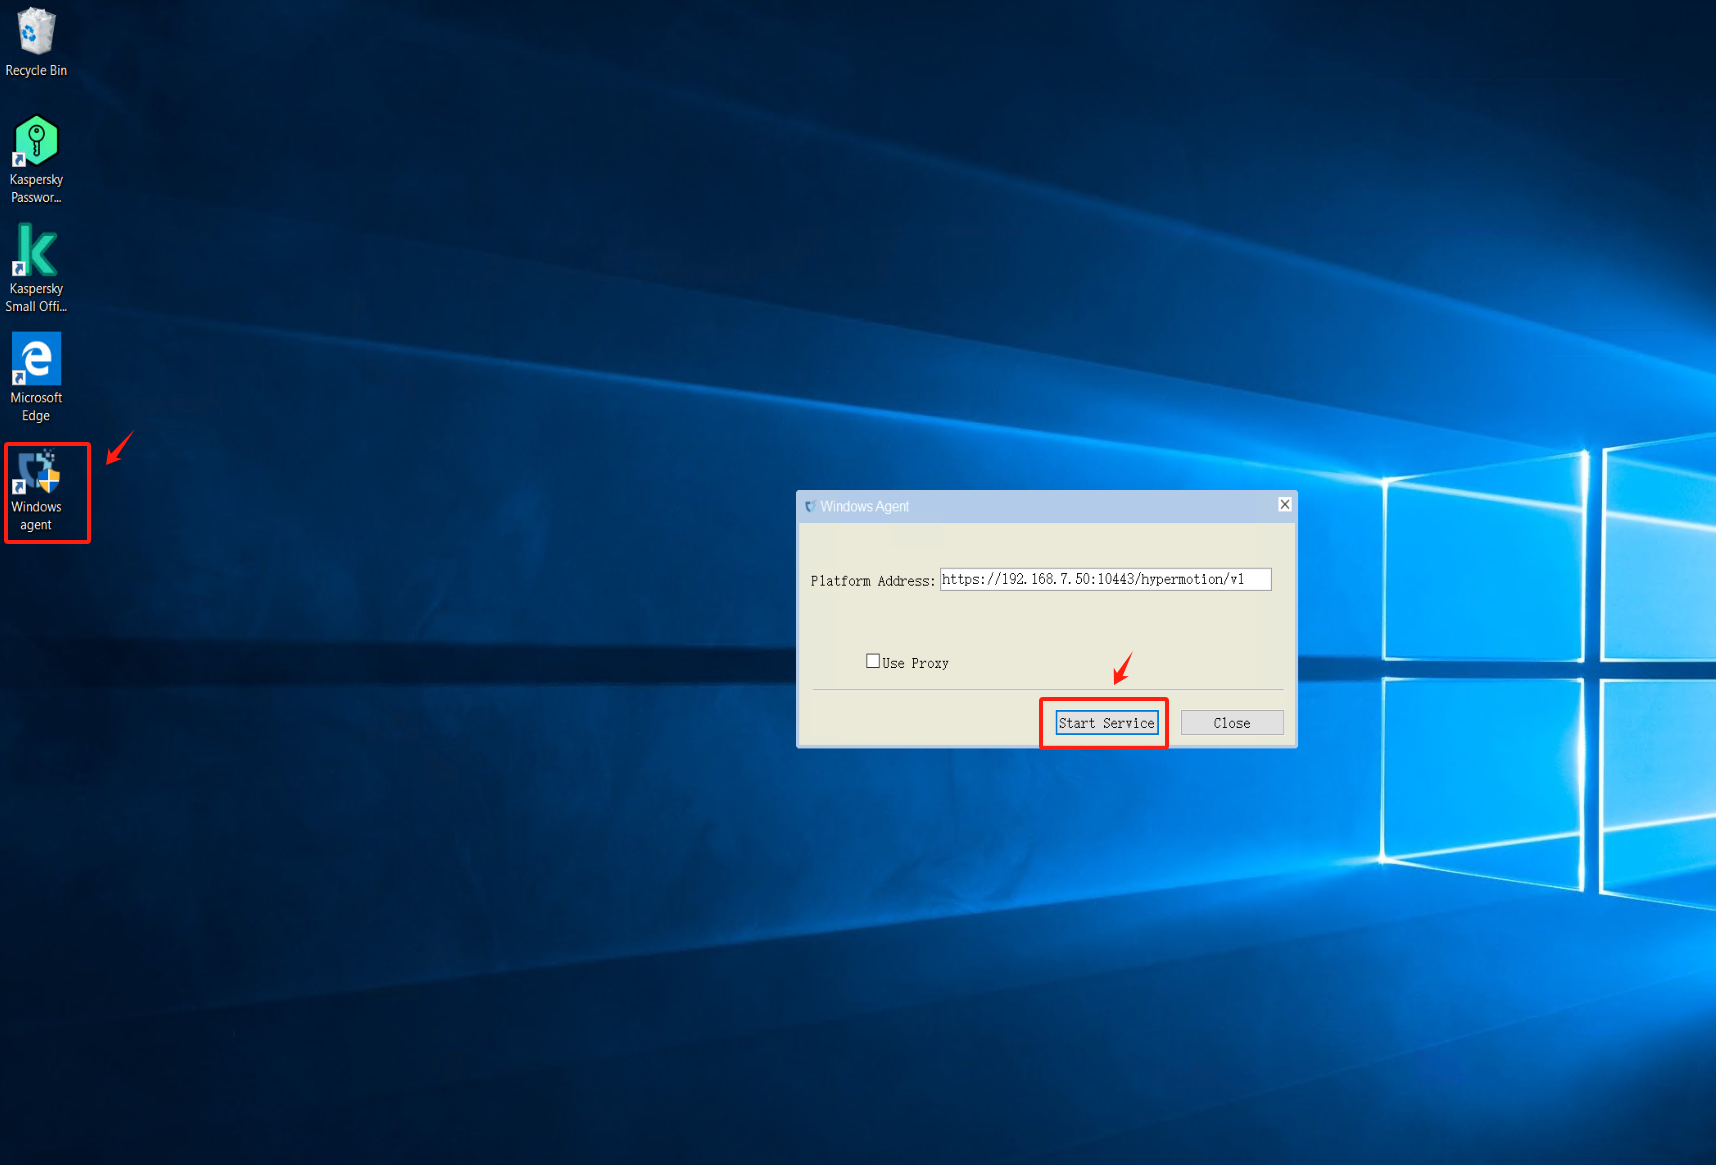 Recycle Bin
Kaspersky
Passwor...
Kaspersky
Small Offi...
Microsoft
Edge
Windows
agent
Windows Agent
Platform Address: https://192.168.7.50:10443/hypermotion/v1
Use Proxy
Start Service Close